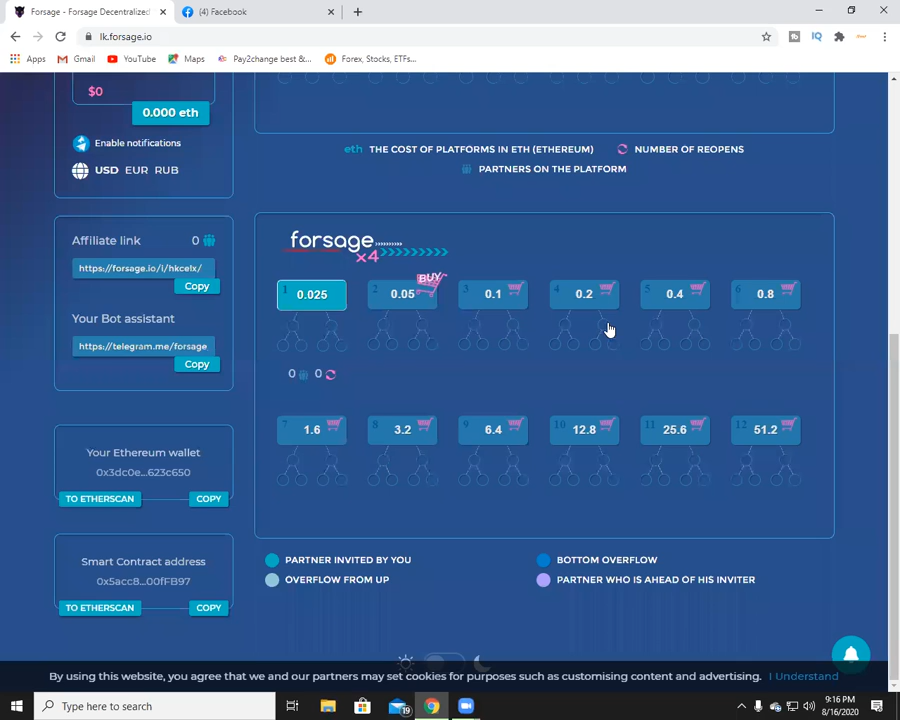 Forsage - Forsage Decentralized
(4) Facebook
lk.forsage.io
Apps
Gmail
YouTube
Maps
Pay2change best &...
Forex, Stocks, ETFs...
$0
0.000 eth
Enable notifications
USD EUR RUB
eth THE COST OF PLATFORMS IN ETH (ETHEREUM)
NUMBER OF REOPENS
PARTNERS ON THE PLATFORM
Affiliate link 0
https://forsage.io/i/hkcelx/
Copy
Your Bot assistant
https://telegram.me/forsage
Copy
forsage
x4
BUY
1 0.025
2 0.05
3 0.1
4 0.2
5 0.4
6 0.8
0 0
7 1.6
8 3.2
9 6.4
10 12.8
11 25.6
12 51.2
Your Ethereum wallet
0x3dc0e...623c650
TO ETHERSCAN
COPY
Smart Contract address
0x5acc8...00fFB97
TO ETHERSCAN
COPY
PARTNER INVITED BY YOU
BOTTOM OVERFLOW
OVERFLOW FROM UP
PARTNER WHO IS AHEAD OF HIS INVITER
By using this website, you agree that we and our partners may set cookies for purposes such as customising content and advertising. I Understand
Type here to search
19
9:16 PM
8/16/2020